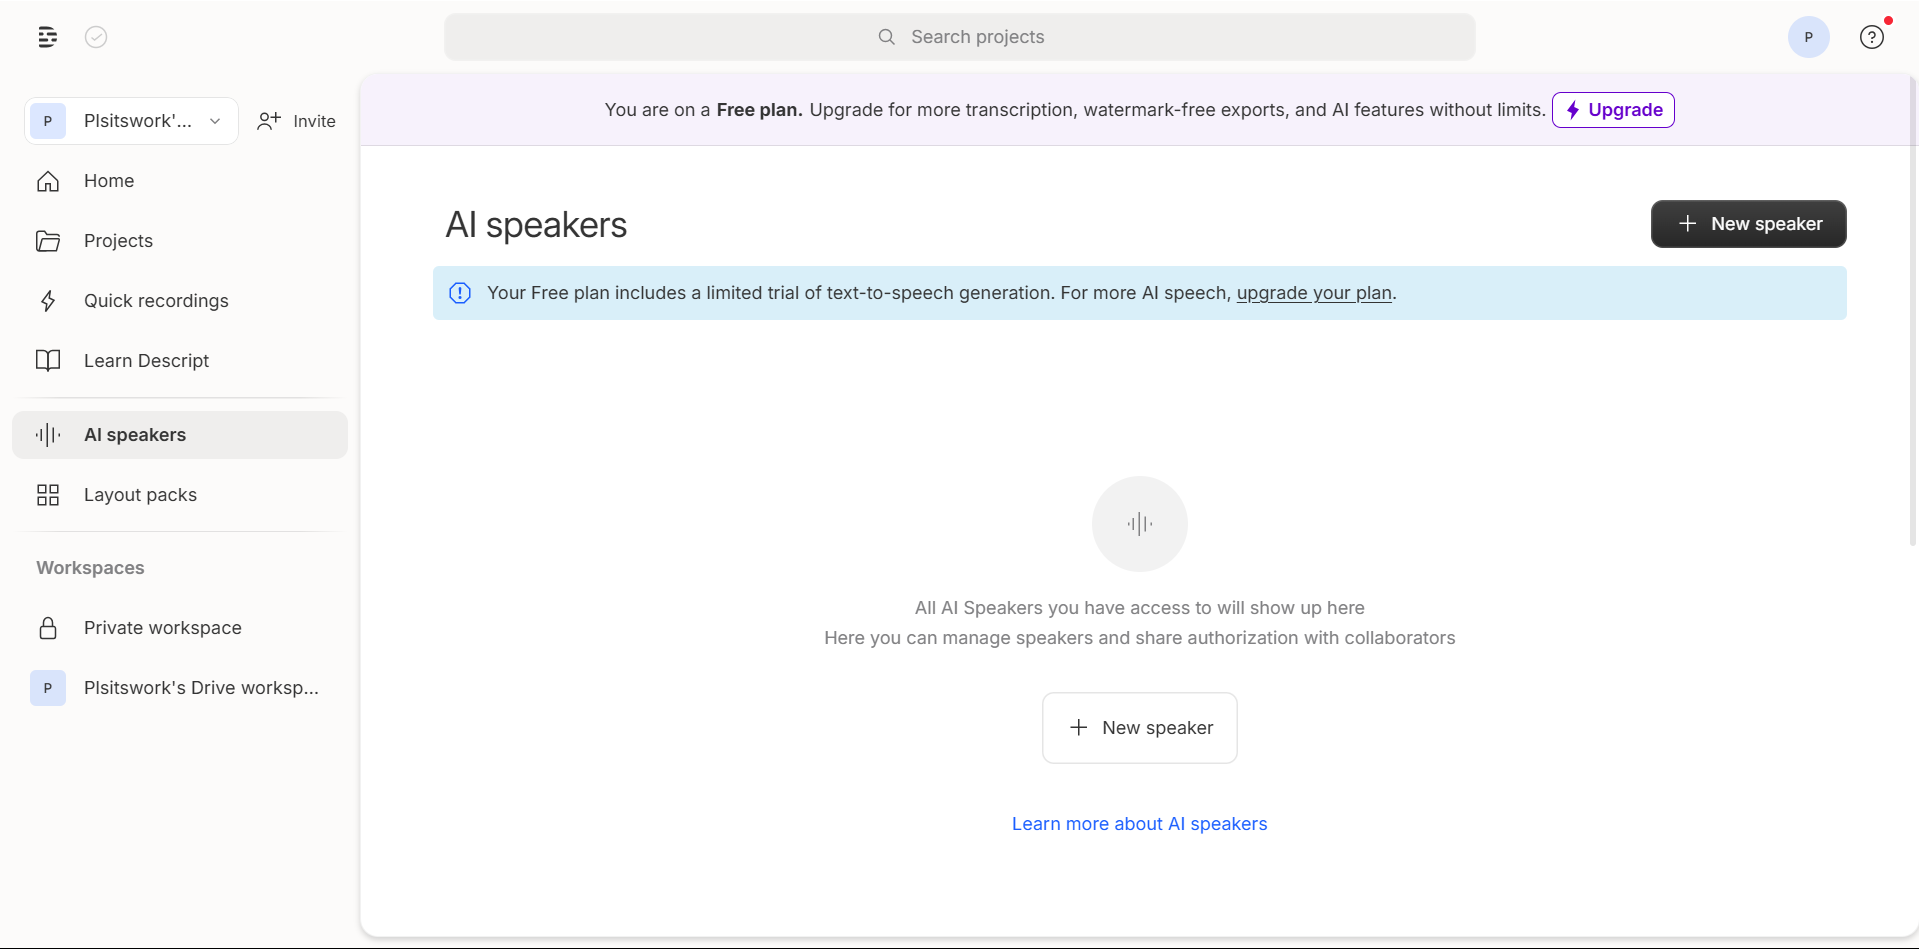 Search projects
P
P
Plsitswork'...
Invite
You are on a Free plan. Upgrade for more transcription, watermark-free exports, and AI features without limits.
Upgrade
Home
Projects
Quick recordings
Learn Descript
AI speakers
Layout packs
Workspaces
Private workspace
P
Plsitswork's Drive worksp...
AI speakers
New speaker
Your Free plan includes a limited trial of text-to-speech generation. For more AI speech, upgrade your plan.
All AI Speakers you have access to will show up here
Here you can manage speakers and share authorization with collaborators
New speaker
Learn more about AI speakers